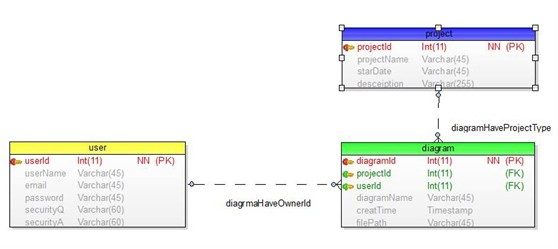 project
projectId Int(11) NN (PK)
projectName Varchar(45)
starDate Varchar(45)
desceiption Varchar(255)
diagramHaveProjectType
user
userId Int(11) NN (PK)
userName Varchar(45)
email Varchar(45)
password Varchar(45)
securityQ Varchar(60)
securityA Varchar(60)
diagrmaHaveOwnerId
diagram
diagramId Int(11) NN (PK)
projectId Int(11) (FK)
userId Int(11) (FK)
diagramName Varchar(45)
creatTime Timestamp
filePath Varchar(45)